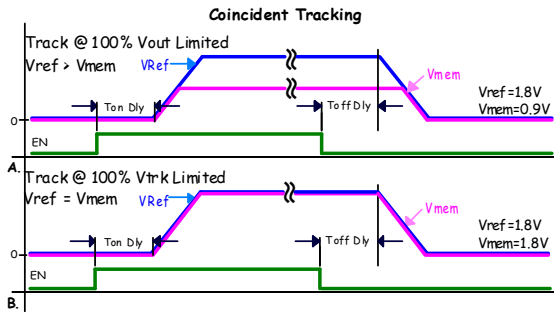 Coincident Tracking
Track @ 100% Vout Limited
Vref > Vmem
VRef
Vmem
Ton Dly
Toff Dly
Vref=1.8V
Vmem=0.9V
0
EN
A.
Track @ 100% Vtrk Limited
Vref = Vmem
VRef
Vmem
Ton Dly
Toff Dly
Vref=1.8V
Vmem=1.8V
0
EN
B.